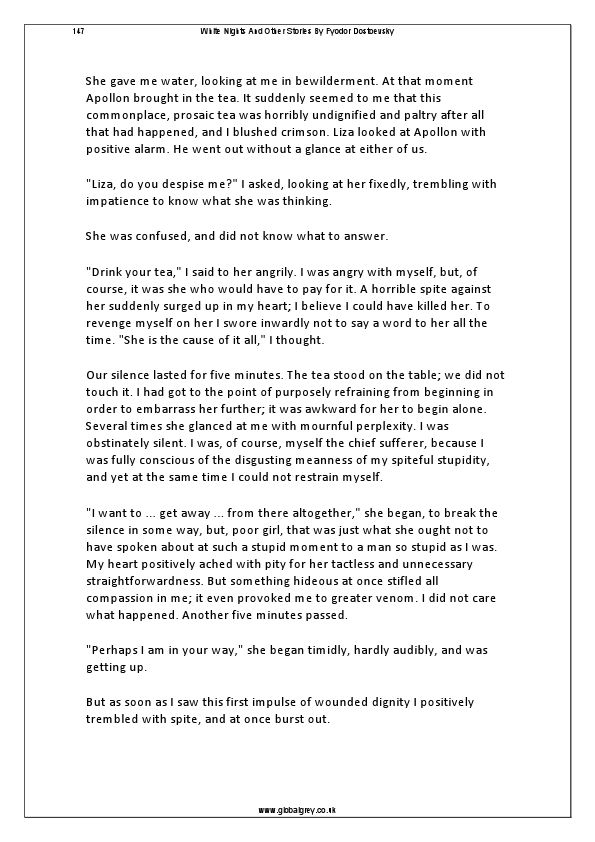 147
White Nights And Other Stories By Fyodor Dostoevsky
She gave me water, looking at me in bewilderment. At that moment
Apollon brought in the tea. It suddenly seemed to me that this
commonplace, prosaic tea was horribly undignified and paltry after all
that had happened, and I blushed crimson. Liza looked at Apollon with
positive alarm. He went out without a glance at either of us.
"Liza, do you despise me?" I asked, looking at her fixedly, trembling with
impatience to know what she was thinking.
She was confused, and did not know what to answer.
"Drink your tea," I said to her angrily. I was angry with myself, but, of
course, it was she who would have to pay for it. A horrible spite against
her suddenly surged up in my heart; I believe I could have killed her. To
revenge myself on her I swore inwardly not to say a word to her all the
time. "She is the cause of it all," I thought.
Our silence lasted for five minutes. The tea stood on the table; we did not
touch it. I had got to the point of purposely refraining from beginning in
order to embarrass her further; it was awkward for her to begin alone.
Several times she glanced at me with mournful perplexity. I was
obstinately silent. I was, of course, myself the chief sufferer, because I
was fully conscious of the disgusting meanness of my spiteful stupidity,
and yet at the same time I could not restrain myself.
"I want to ... get away ... from there altogether," she began, to break the
silence in some way, but, poor girl, that was just what she ought not to
have spoken about at such a stupid moment to a man so stupid as I was.
My heart positively ached with pity for her tactless and unnecessary
straightforwardness. But something hideous at once stifled all
compassion in me; it even provoked me to greater venom. I did not care
what happened. Another five minutes passed.
"Perhaps I am in your way," she began timidly, hardly audibly, and was
getting up.
But as soon as I saw this first impulse of wounded dignity I positively
trembled with spite, and at once burst out.
www.globalgrey.co.uk